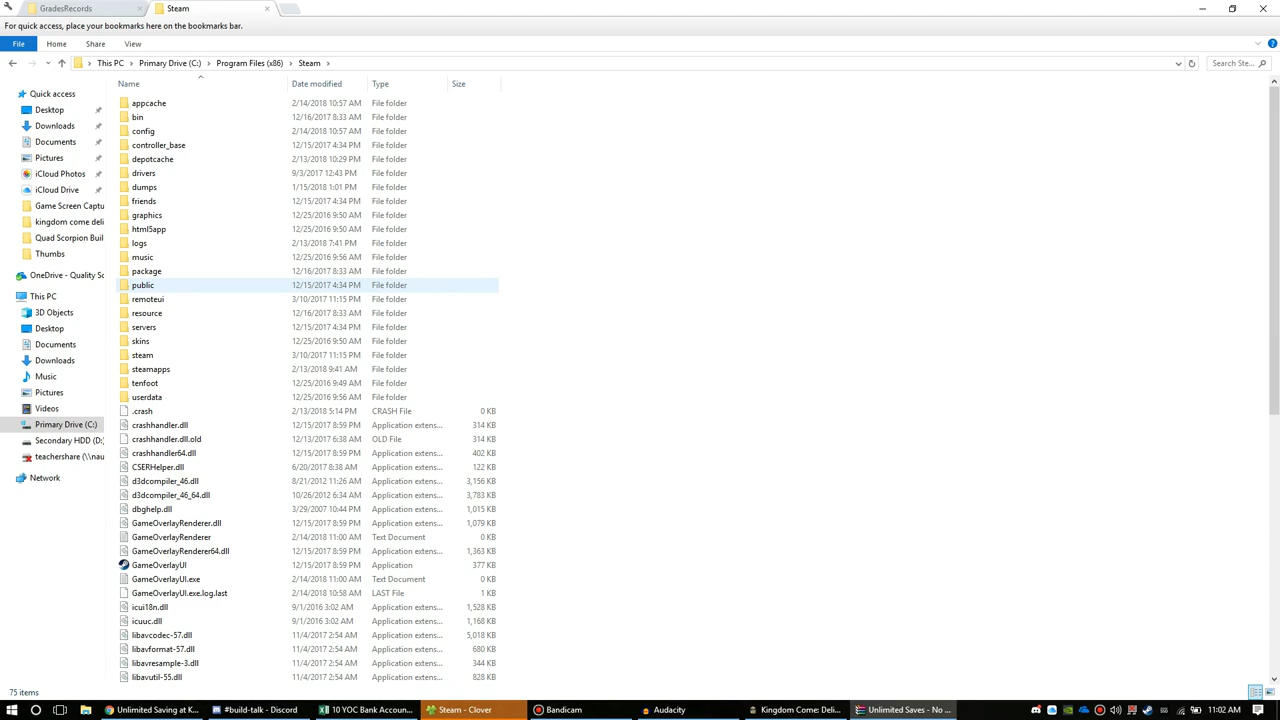 GradesRecords
Steam
For quick access, place your bookmarks here on the bookmarks bar.
File Home Share View
This PC Primary Drive (C:) Program Files (x86) Steam Search Ste...
Name Date modified Type Size
Quick access
Desktop
Downloads
Documents
Pictures
iCloud Photos
iCloud Drive
Game Screen Captu
kingdom come deli
Quad Scorpion Buil
Thumbs
OneDrive - Quality Sc
This PC
3D Objects
Desktop
Documents
Downloads
Music
Pictures
Videos
Primary Drive (C:)
Secondary HDD (D:)
teachershare (\\nau
Network
appcache 2/14/2018 10:57 AM File folder
bin 12/16/2017 8:33 AM File folder
config 2/14/2018 10:57 AM File folder
controller_base 12/15/2017 4:34 PM File folder
depotcache 2/13/2018 10:29 PM File folder
drivers 9/3/2017 12:43 PM File folder
dumps 1/15/2018 1:01 PM File folder
friends 12/15/2017 4:34 PM File folder
graphics 12/25/2016 9:50 AM File folder
html5app 12/25/2016 9:50 AM File folder
logs 2/13/2018 7:41 PM File folder
music 12/25/2016 9:56 AM File folder
package 12/16/2017 8:33 AM File folder
public 12/15/2017 4:34 PM File folder
remoteui 3/10/2017 11:15 PM File folder
resource 12/16/2017 8:33 AM File folder
servers 12/15/2017 4:34 PM File folder
skins 12/25/2016 9:50 AM File folder
steam 3/10/2017 11:15 PM File folder
steamapps 2/13/2018 9:41 AM File folder
tenfoot 12/25/2016 9:49 AM File folder
userdata 12/25/2016 9:56 AM File folder
.crash 2/13/2018 5:14 PM CRASH File 0 KB
crashhandler.dll 12/15/2017 8:59 PM Application extens... 314 KB
crashhandler.dll.old 12/13/2017 6:38 AM OLD File 314 KB
crashhandler64.dll 12/15/2017 8:59 PM Application extens... 402 KB
CSERHelper.dll 6/20/2017 8:38 AM Application extens... 122 KB
d3dcompiler_46.dll 8/21/2012 11:26 AM Application extens... 3,156 KB
d3dcompiler_46_64.dll 10/26/2012 6:34 AM Application extens... 3,783 KB
dbghelp.dll 3/29/2007 10:44 PM Application extens... 1,015 KB
GameOverlayRenderer.dll 12/15/2017 8:59 PM Application extens... 1,079 KB
GameOverlayRenderer 2/14/2018 11:00 AM Text Document 0 KB
GameOverlayRenderer64.dll 12/15/2017 8:59 PM Application extens... 1,363 KB
GameOverlayUI 12/15/2017 8:59 PM Application 377 KB
GameOverlayUI.exe 2/14/2018 11:00 AM Text Document 0 KB
GameOverlayUI.exe.log.last 2/14/2018 10:58 AM LAST File 1 KB
icui18n.dll 9/1/2016 3:02 AM Application extens... 1,528 KB
icuuc.dll 9/1/2016 3:02 AM Application extens... 1,168 KB
libavcodec-57.dll 11/4/2017 2:54 AM Application extens... 5,018 KB
libavformat-57.dll 11/4/2017 2:54 AM Application extens... 680 KB
libavresample-3.dll 11/4/2017 2:54 AM Application extens... 344 KB
libavutil-55.dll 11/4/2017 2:54 AM Application extens... 828 KB
75 items
Unlimited Saving at K... #build-talk - Discord 10 YOC Bank Accoun... Steam - Clover Bandicam Audacity Kingdom Come: Deli... Unlimited Saves - No ... 11:02 AM